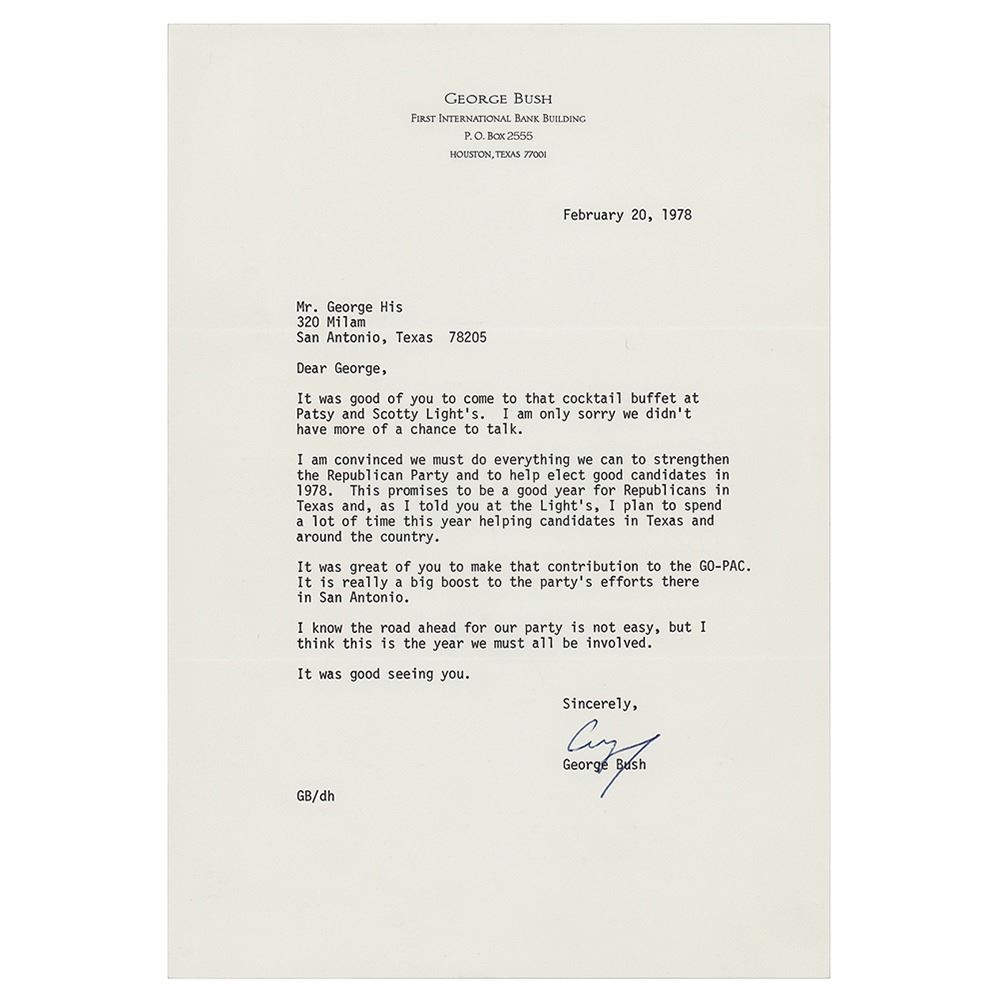 GEORGE BUSH
FIRST INTERNATIONAL BANK BUILDING
P. O. BOX 2555
HOUSTON, TEXAS 77001
February 20, 1978
Mr. George His
320 Milam
San Antonio, Texas  78205
Dear George,
It was good of you to come to that cocktail buffet at
Patsy and Scotty Light's.  I am only sorry we didn't
have more of a chance to talk.
I am convinced we must do everything we can to strengthen
the Republican Party and to help elect good candidates in
1978.  This promises to be a good year for Republicans in
Texas and, as I told you at the Light's, I plan to spend
a lot of time this year helping candidates in Texas and
around the country.
It was great of you to make that contribution to the GO-PAC.
It is really a big boost to the party's efforts there
in San Antonio.
I know the road ahead for our party is not easy, but I
think this is the year we must all be involved.
It was good seeing you.
Sincerely,
George Bush
GB/dh